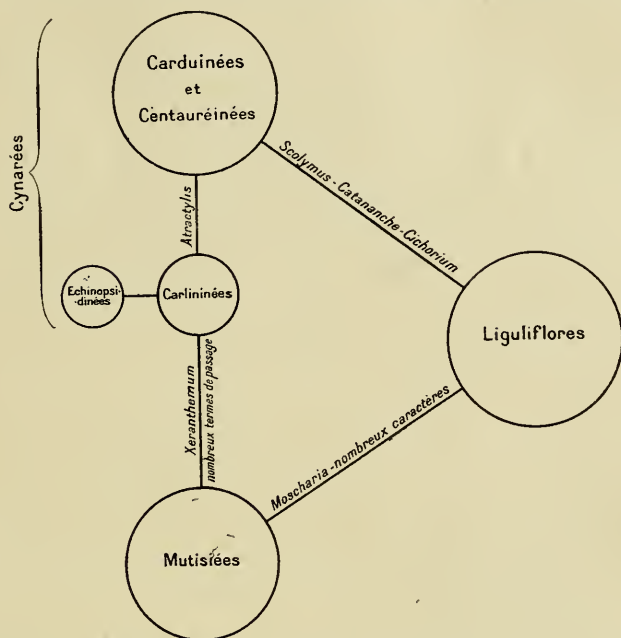 Cynarées
Carduinées
et
Centauréinées
Scolymus-Catananche-Cichorium
Atractylis
Echinopsi-
-dinées
Carlininées
Liguliflores
Xeranthemum
nombreux termes de passage
Moscharia-nombreux caractères
Mutisiées